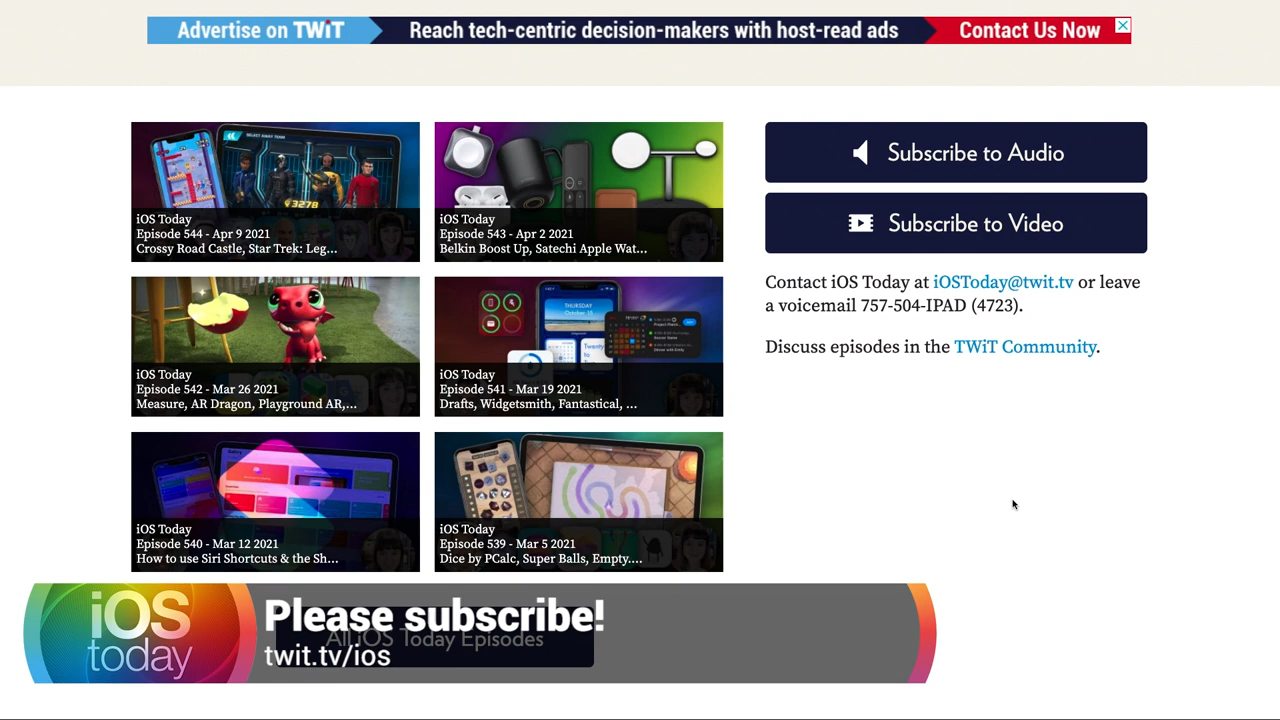 Advertise on TWiT
Reach tech-centric decision-makers with host-read ads
Contact Us Now
SELECT AWAY TEAM
3278
iOS Today
Episode 544 - Apr 9 2021
Crossy Road Castle, Star Trek: Leg...
iOS Today
Episode 543 - Apr 2 2021
Belkin Boost Up, Satechi Apple Wat...
iOS Today
Episode 542 - Mar 26 2021
Measure, AR Dragon, Playground AR,...
THURSDAY
iOS Today
Episode 541 - Mar 19 2021
Drafts, Widgetsmith, Fantastical, ...
iOS Today
Episode 540 - Mar 12 2021
How to use Siri Shortcuts & the Sh...
iOS Today
Episode 539 - Mar 5 2021
Dice by PCalc, Super Balls, Empty....
Subscribe to Audio
Subscribe to Video
Contact iOS Today at iOSToday@twit.tv or leave
a voicemail 757-504-IPAD (4723).
Discuss episodes in the TWiT Community.
iOS
today
Please subscribe!
All iOS Today Episodes
twit.tv/ios